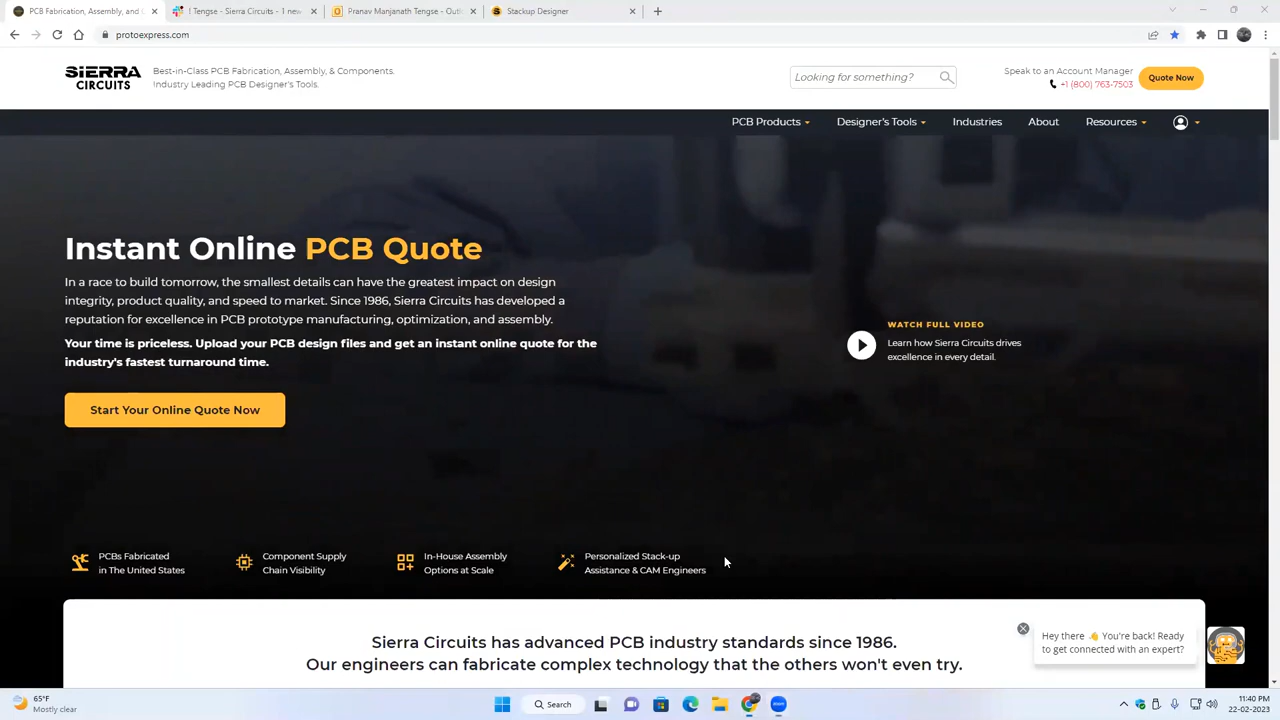 PCB Fabrication, Assembly, and
I Tengse - Sierra Circuits - 1 new
Pranav Manjanath Tengse - Outl
Stackup Designer
protoexpress.com
SIERRA
CIRCUITS
Best-in-Class PCB Fabrication, Assembly, & Components.
Industry Leading PCB Designer's Tools.
Looking for something?
Speak to an Account Manager
+1 (800) 763-7503
Quote Now
PCB Products
Designer's Tools
Industries
About
Resources
Instant Online PCB Quote
In a race to build tomorrow, the smallest details can have the greatest impact on design
integrity, product quality, and speed to market. Since 1986, Sierra Circuits has developed a
reputation for excellence in PCB prototype manufacturing, optimization, and assembly.
Your time is priceless. Upload your PCB design files and get an instant online quote for the
industry's fastest turnaround time.
Start Your Online Quote Now
WATCH FULL VIDEO
Learn how Sierra Circuits drives
excellence in every detail.
PCBs Fabricated
in The United States
Component Supply
Chain Visibility
In-House Assembly
Options at Scale
Personalized Stack-up
Assistance & CAM Engineers
Sierra Circuits has advanced PCB industry standards since 1986.
Our engineers can fabricate complex technology that the others won't even try.
Hey there 👋 You're back! Ready
to get connected with an expert?
65°F
Mostly clear
Search
11:40 PM
22-02-2023